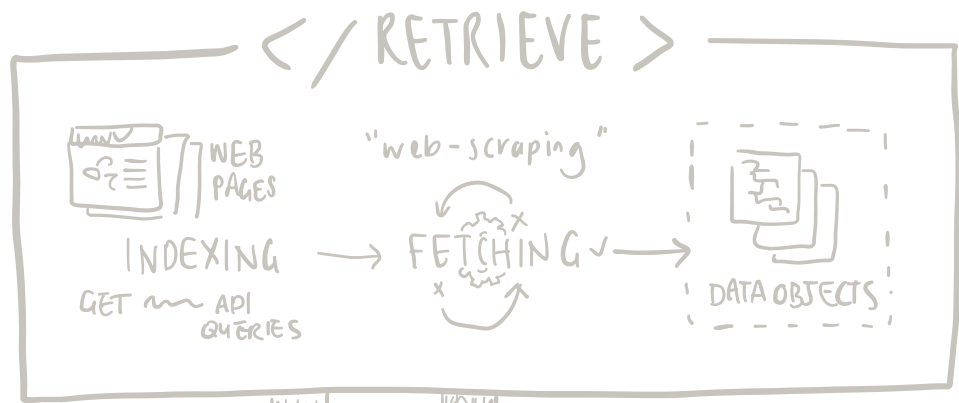 </ RETRIEVE >
WEB
PAGES
INDEXING
GET API
QUERIES
"web-scraping"
FETCHING
DATA OBJECTS